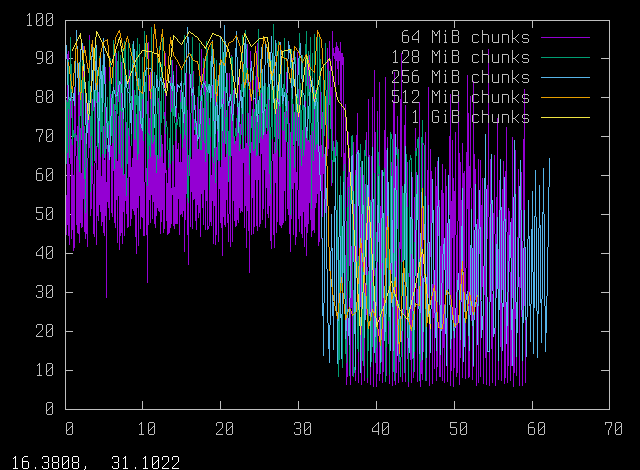 100
90
80
70
60
50
40
30
20
10
0
64 MiB chunks
128 MiB chunks
256 MiB chunks
512 MiB chunks
1 GiB chunks
0 10 20 30 40 50 60 70
16.3808, 31.1022